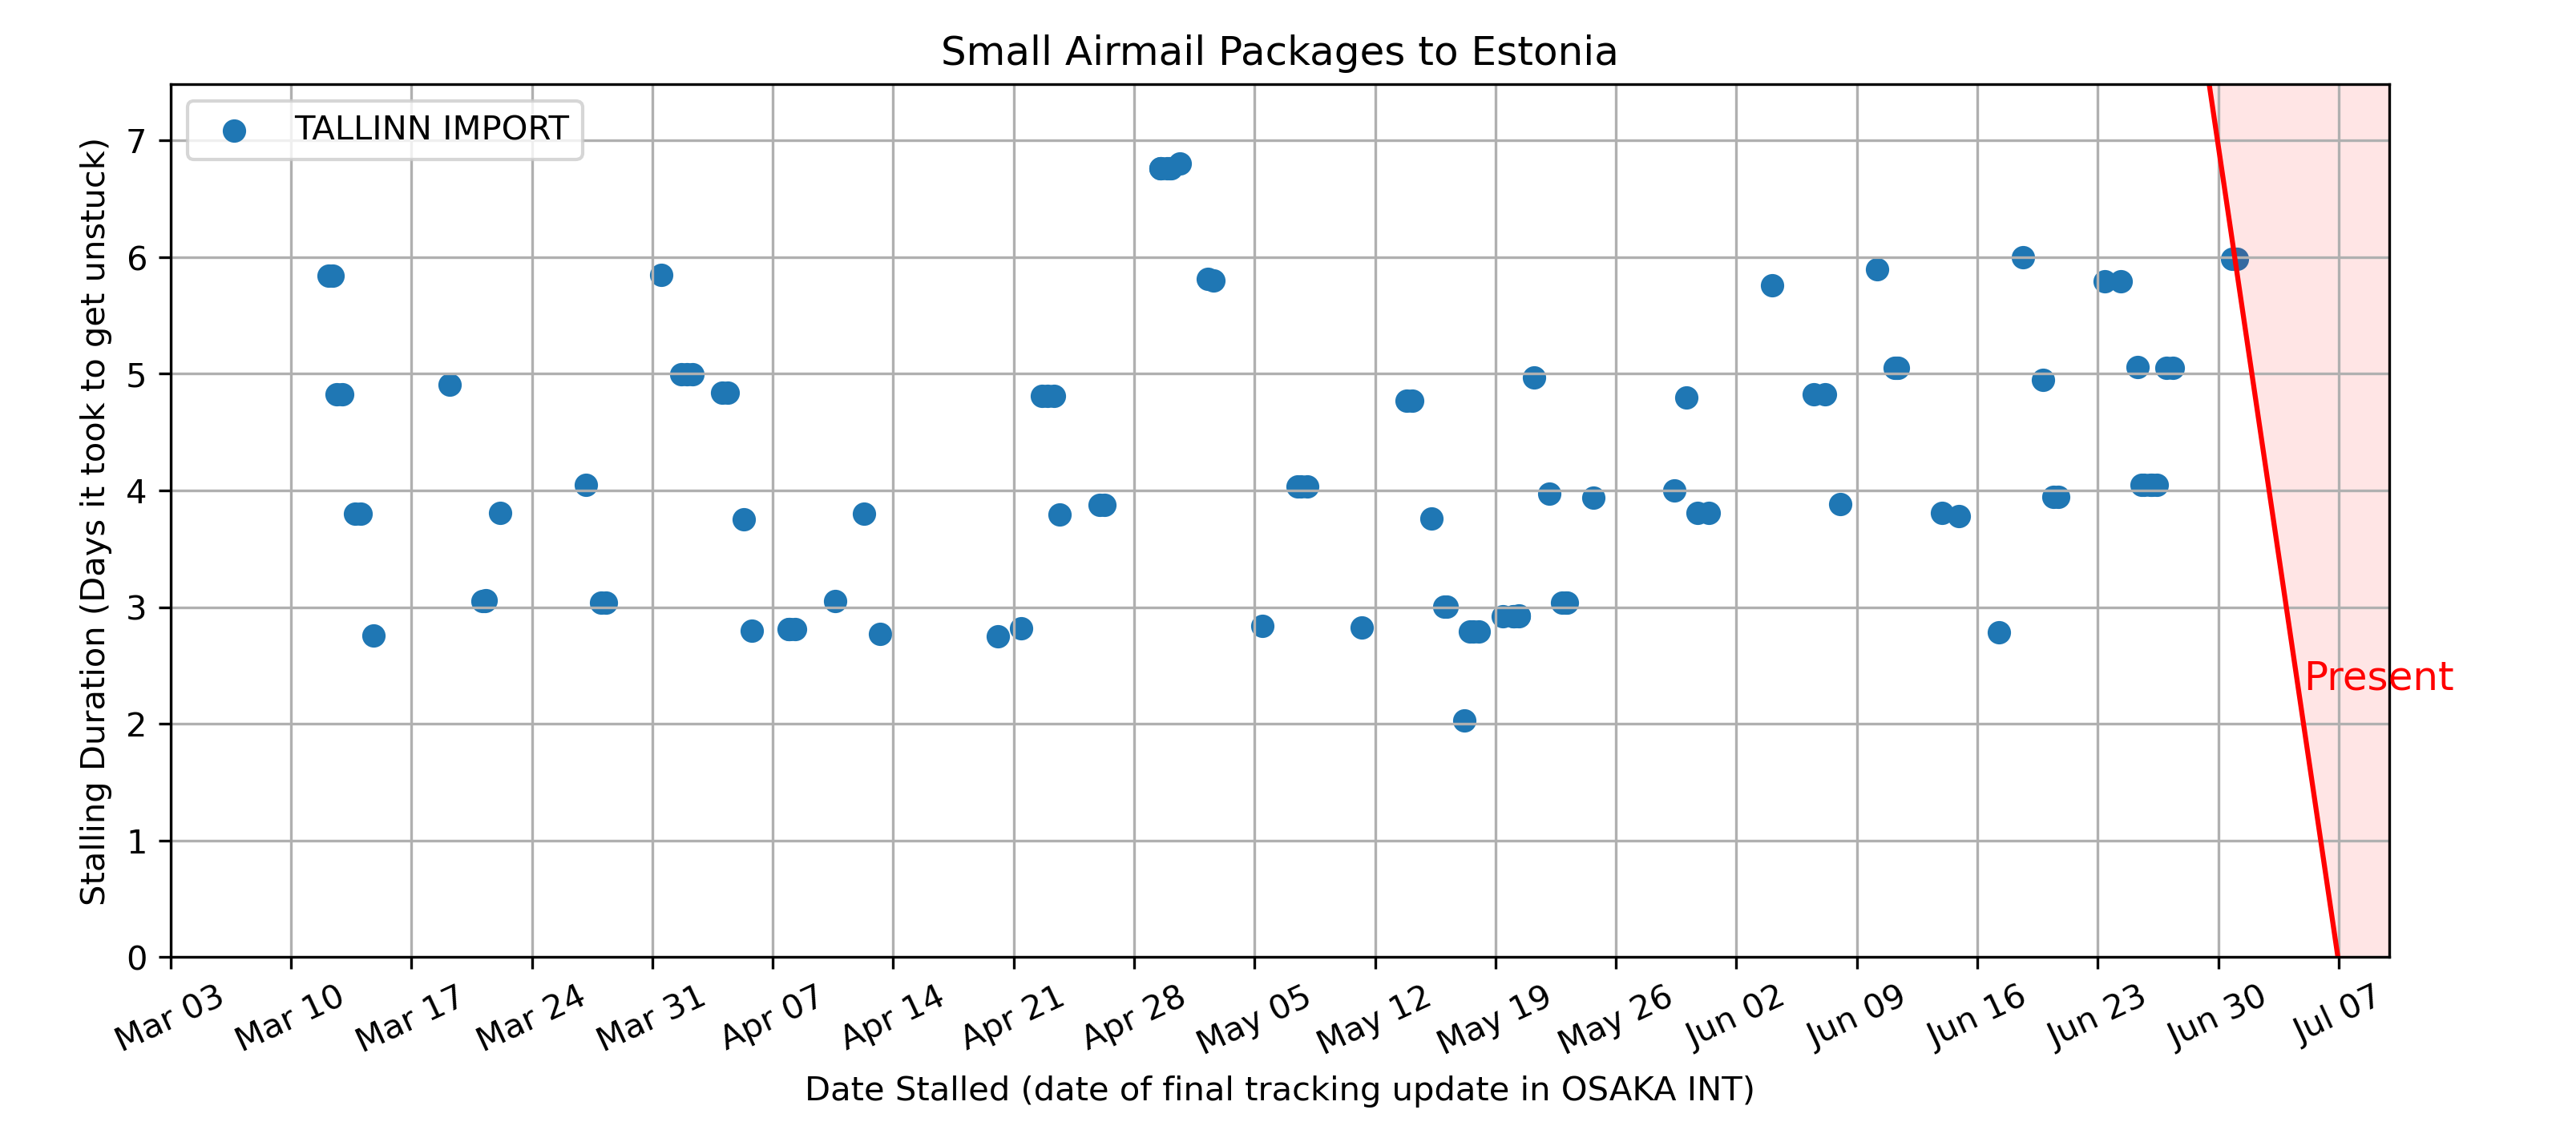 Small Airmail Packages to Estonia
TALLINN IMPORT
Stalling Duration (Days it took to get unstuck)
7
6
5
4
3
2
1
0
Present
Mar 03
Mar 10
Mar 17
Mar 24
Mar 31
Apr 07
Apr 14
Apr 21
Apr 28
May 05
May 12
May 19
May 26
Jun 02
Jun 09
Jun 16
Jun 23
Jun 30
Jul 07
Date Stalled (date of final tracking update in OSAKA INT)